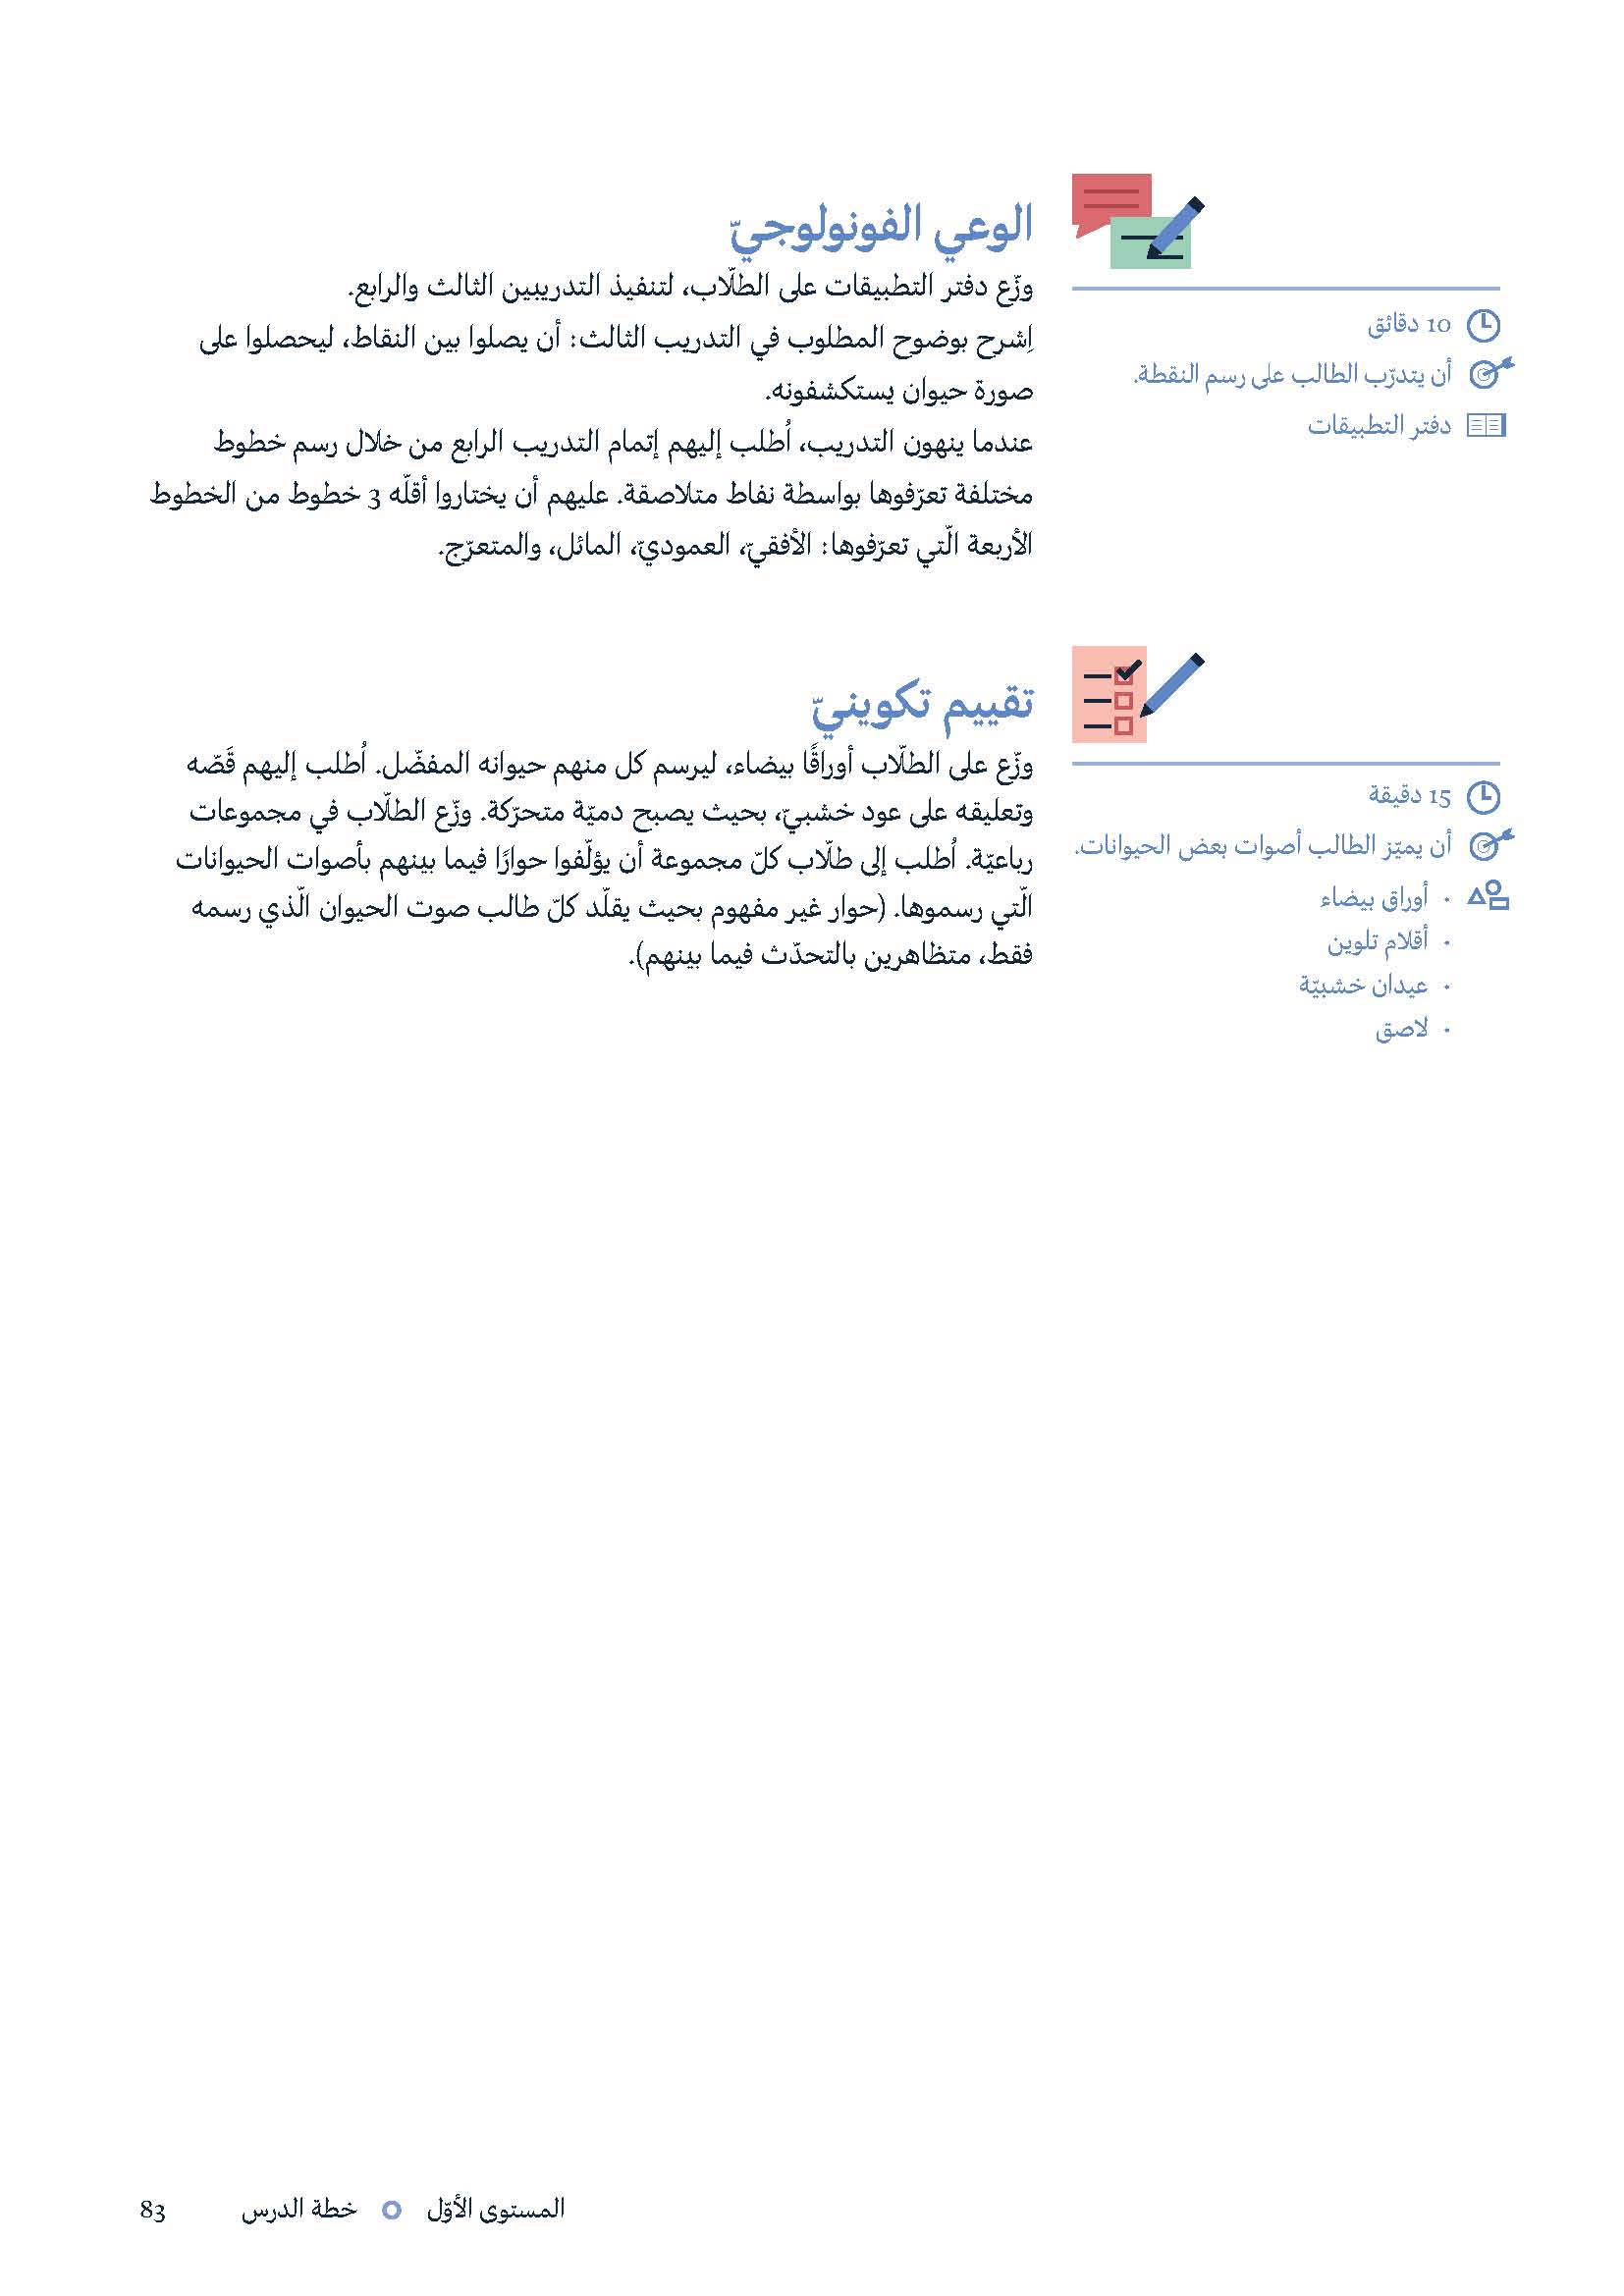 الوعي الفونولوجيّ
10 دقائق
أن يتدرّب الطالب على رسم النقطة.
دفتر التطبيقات
وزّع دفتر التطبيقات على الطلّاب، لتنفيذ التدريبين الثالث والرابع.
اِشرح بوضوح المطلوب في التدريب الثالث: أن يصلوا بين النقاط، ليحصلوا على
صورة حيوان يستكشفونه.
عندما ينهون التدريب، أُطلب إليهم إتمام التدريب الرابع من خلال رسم خطوط
مختلفة تعرّفوها بواسطة نفاط متلاصقة. عليهم أن يختاروا أقلّه 3 خطوط من الخطوط
الأربعة الّتي تعرّفوها: الأفقيّ، العموديّ، المائل، والمتعرّج.
تقييم تكوينيّ
15 دقيقة
أن يميّز الطالب أصوات بعض الحيوانات.
• أوراق بيضاء
• أقلام تلوين
• عيدان خشبيّة
• لاصق
وزّع على الطلّاب أوراقًا بيضاء، ليرسم كل منهم حيوانه المفضّل. اُطلب إليهم قَصّه
وتعليقه على عود خشبيّ، بحيث يصبح دميّة متحرّكة. وزّع الطلّاب في مجموعات
رباعيّة. اُطلب إلى طلّاب كلّ مجموعة أن يؤلّفوا حوارًا فيما بينهم بأصوات الحيوانات
الّتي رسموها. (حوار غير مفهوم بحيث يقلّد كلّ طالب صوت الحيوان الّذي رسمه
فقط، متظاهرين بالتحدّث فيما بينهم).
المستوى الأوّل خطة الدرس 83